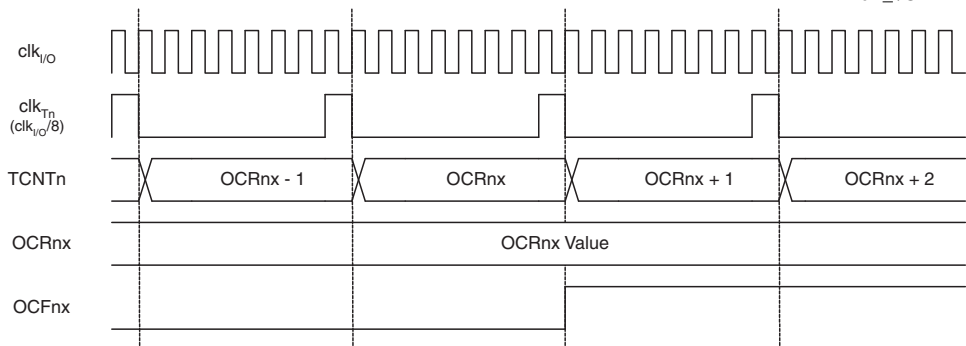 clkI/O
clkTn
(clkI/O/8)
TCNTn OCRnx - 1 OCRnx OCRnx + 1 OCRnx + 2
OCRnx OCRnx Value
OCFnx